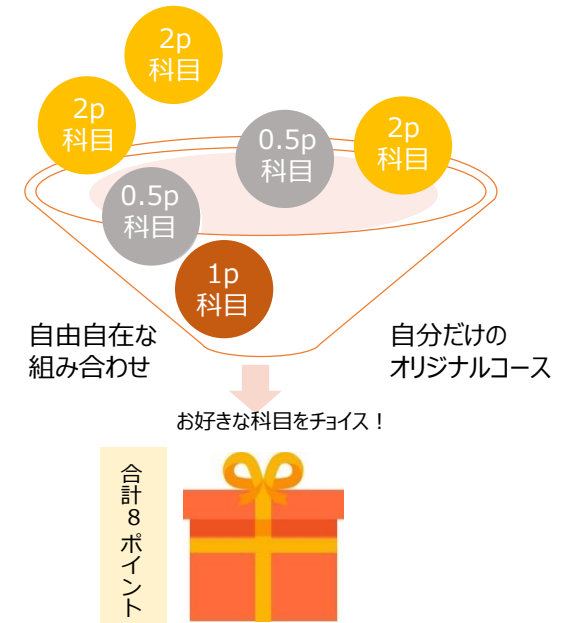 2p
科目
2p
科目
0.5p
科目
2p
科目
0.5p
科目
1p
科目
自由自在な
組み合わせ
自分だけの
オリジナルコース
お好きな科目をチョイス！
合計８ポイント